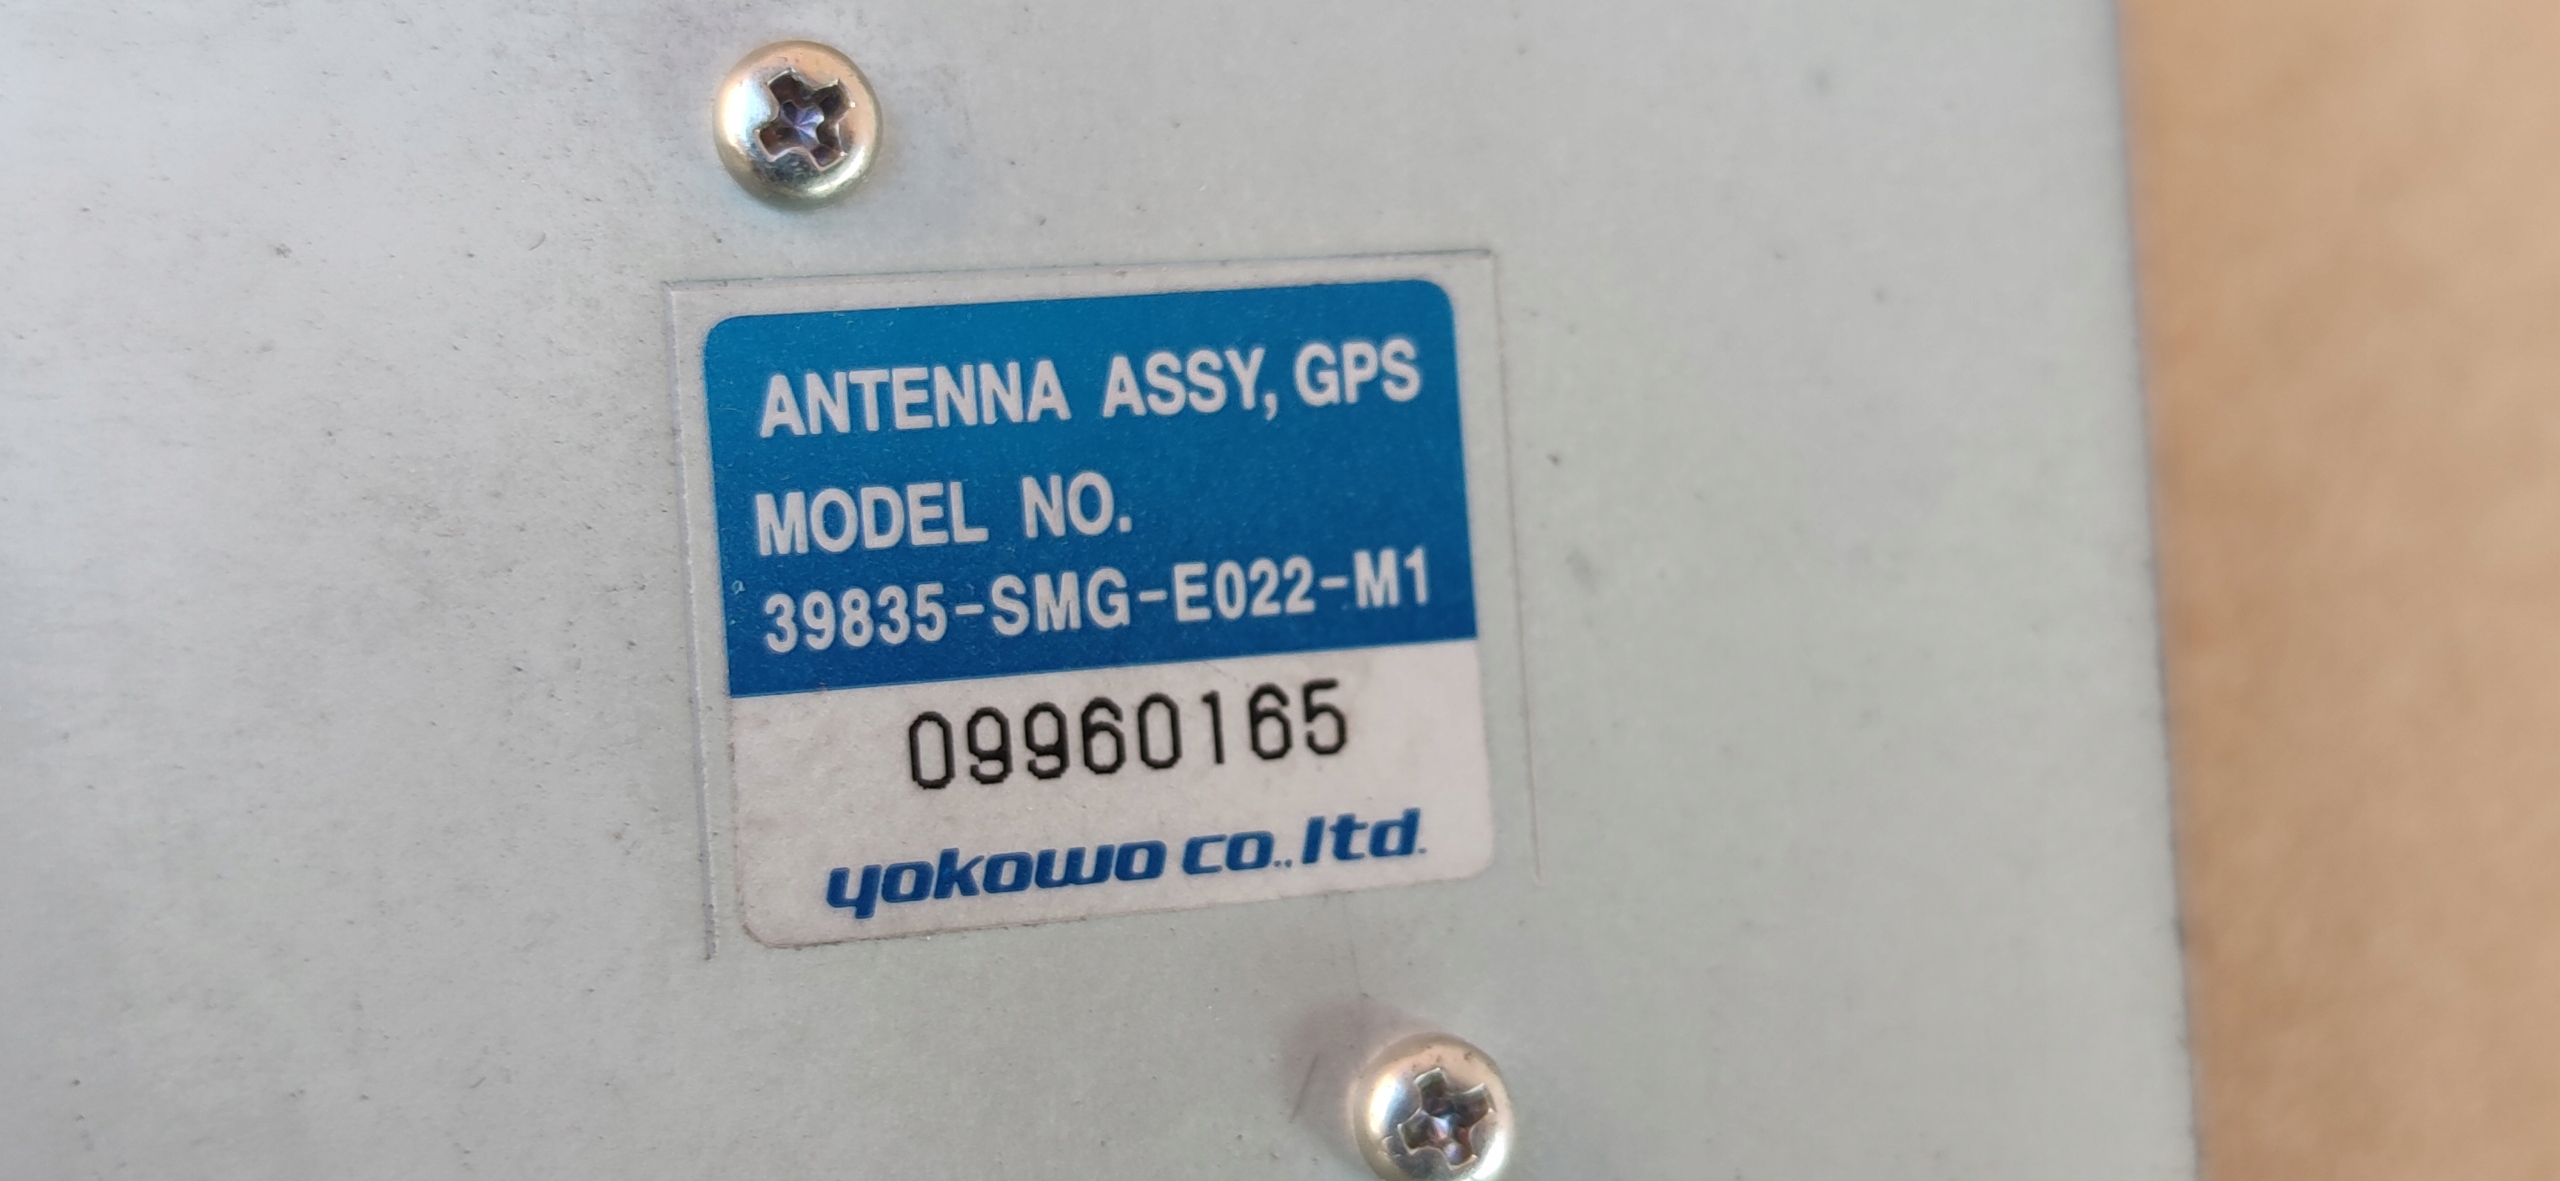 ANTENNA ASSY, GPS
MODEL NO.
39835-SMG-E022-M1
09960165
yokowo co.,ltd.